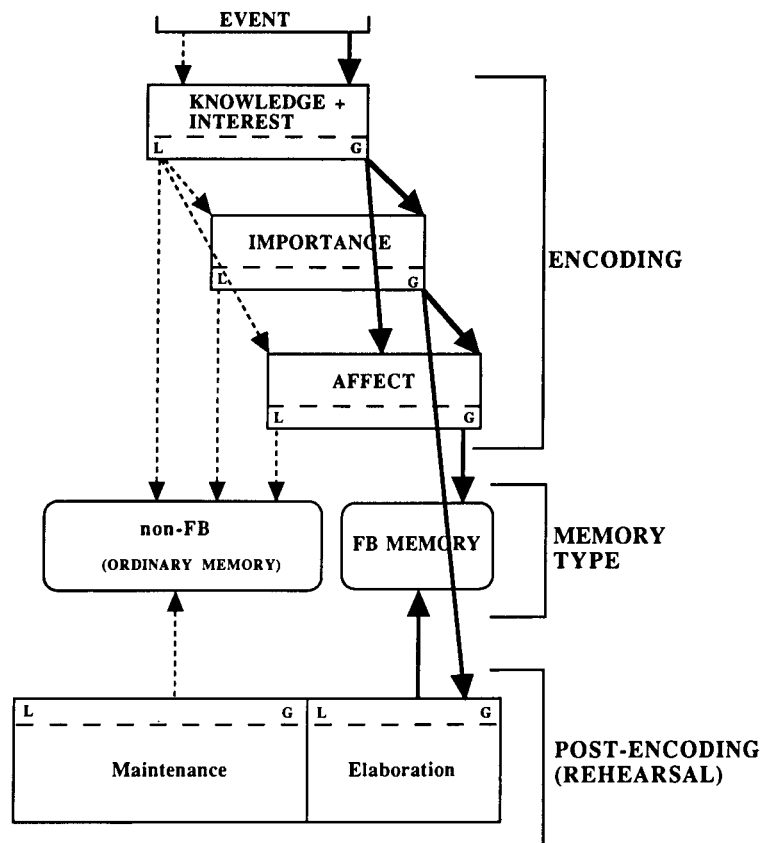 EVENT
KNOWLEDGE +
INTEREST
L G
IMPORTANCE
L G
ENCODING
AFFECT
L G
non-FB
(ORDINARY MEMORY)
FB MEMORY
MEMORY
TYPE
L G L G
Maintenance
Elaboration
POST-ENCODING
(REHEARSAL)